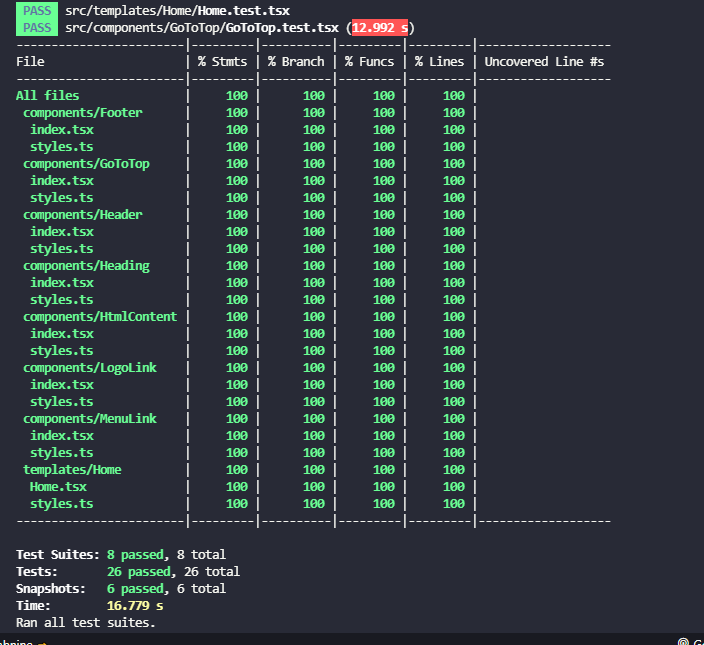 PASS src/templates/Home/Home.test.tsx
PASS src/components/GoToTop/GoToTop.test.tsx (12.992 s)
------------------------|---------|----------|---------|---------|-------------------
File                    | % Stmts | % Branch | % Funcs | % Lines | Uncovered Line #s
------------------------|---------|----------|---------|---------|-------------------
All files               |     100 |      100 |     100 |     100 |
 components/Footer      |     100 |      100 |     100 |     100 |
  index.tsx             |     100 |      100 |     100 |     100 |
  styles.ts             |     100 |      100 |     100 |     100 |
 components/GoToTop     |     100 |      100 |     100 |     100 |
  index.tsx             |     100 |      100 |     100 |     100 |
  styles.ts             |     100 |      100 |     100 |     100 |
 components/Header      |     100 |      100 |     100 |     100 |
  index.tsx             |     100 |      100 |     100 |     100 |
  styles.ts             |     100 |      100 |     100 |     100 |
 components/Heading     |     100 |      100 |     100 |     100 |
  index.tsx             |     100 |      100 |     100 |     100 |
  styles.ts             |     100 |      100 |     100 |     100 |
 components/HtmlContent |     100 |      100 |     100 |     100 |
  index.tsx             |     100 |      100 |     100 |     100 |
  styles.ts             |     100 |      100 |     100 |     100 |
 components/LogoLink    |     100 |      100 |     100 |     100 |
  index.tsx             |     100 |      100 |     100 |     100 |
  styles.ts             |     100 |      100 |     100 |     100 |
 components/MenuLink    |     100 |      100 |     100 |     100 |
  index.tsx             |     100 |      100 |     100 |     100 |
  styles.ts             |     100 |      100 |     100 |     100 |
 templates/Home         |     100 |      100 |     100 |     100 |
  Home.tsx              |     100 |      100 |     100 |     100 |
  styles.ts             |     100 |      100 |     100 |     100 |
------------------------|---------|----------|---------|---------|-------------------
Test Suites: 8 passed, 8 total
Tests:       26 passed, 26 total
Snapshots:   6 passed, 6 total
Time:        16.779 s
Ran all test suites.